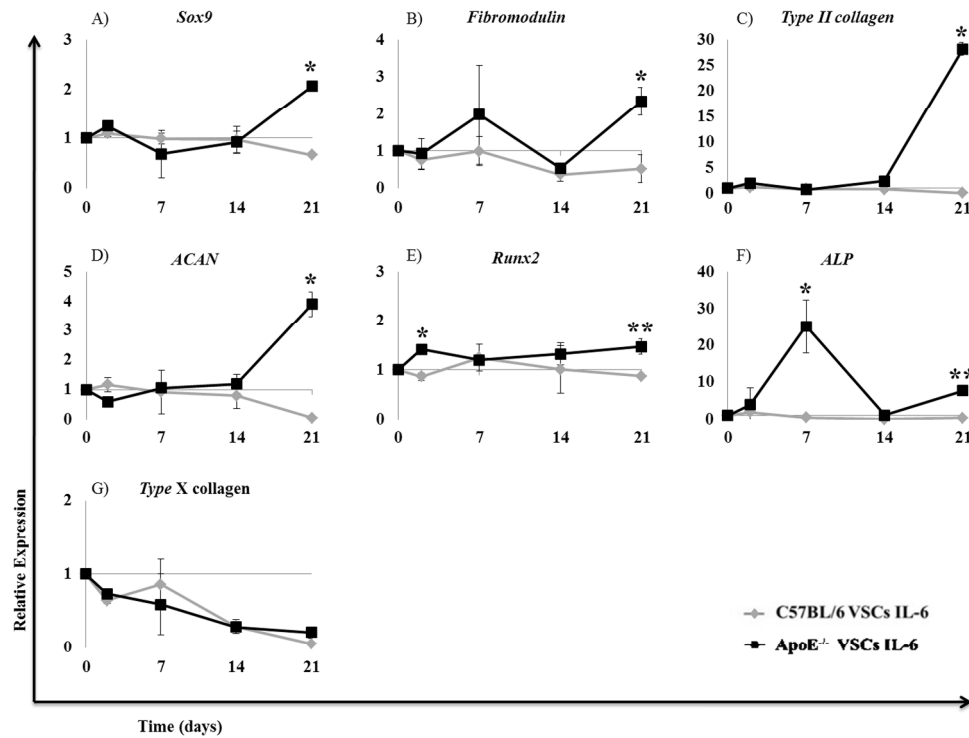 A) Sox9
3
2
1
0
*
0 7 14 21
B) Fibromodulin
4
3
2
1
0
*
0 7 14 21
C) Type II collagen
30
25
20
15
10
5
0
*
0 7 14 21
D) ACAN
5
4
3
2
1
0
*
0 7 14 21
E) Runx2
3
2
1
0
* **
0 7 14 21
F) ALP
40
30
20
10
0
* **
0 7 14 21
G) Type X collagen
2
1
0
0 7 14 21
C57BL/6 VSCs IL-6
ApoE⁻/⁻ VSCs IL-6
Relative Expression
Time (days)